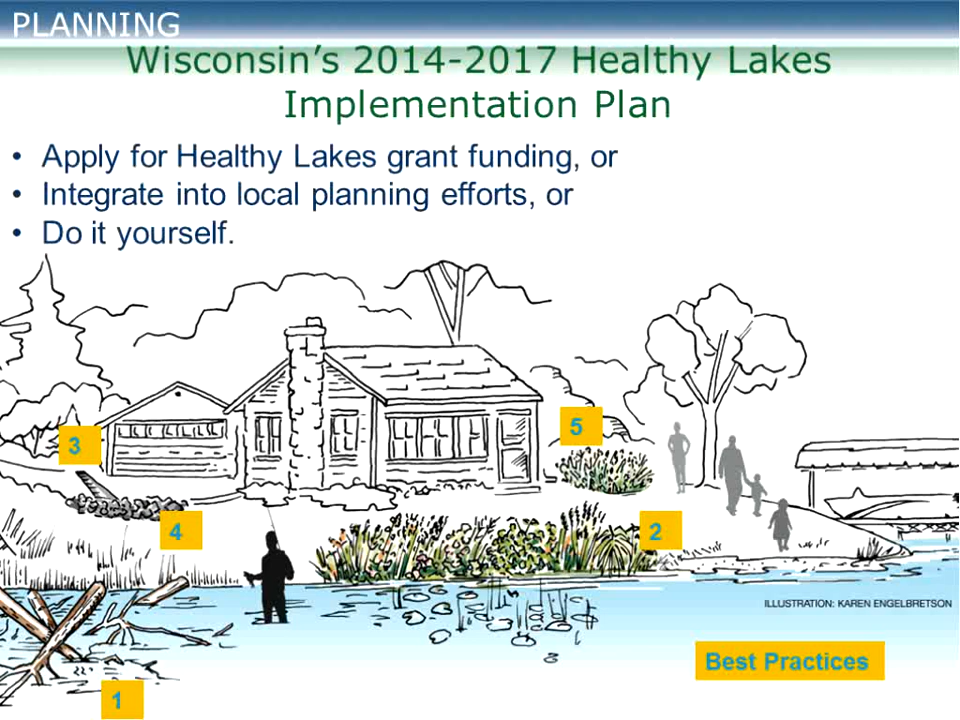 PLANNING
Wisconsin’s 2014-2017 Healthy Lakes
Implementation Plan
• Apply for Healthy Lakes grant funding, or
• Integrate into local planning efforts, or
• Do it yourself.
5
3
4
2
ILLUSTRATION: KAREN ENGELBRETSON
Best Practices
1